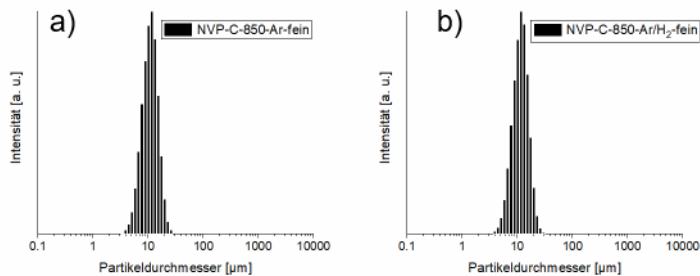 a)
NVP-C-850-Ar-fein
Intensität [a. u.]
0.1 1 10 100 1000 10000
Partikeldurchmesser [µm]
b)
NVP-C-850-Ar/H₂-fein
Intensität [a. u.]
0.1 1 10 100 1000 10000
Partikeldurchmesser [µm]